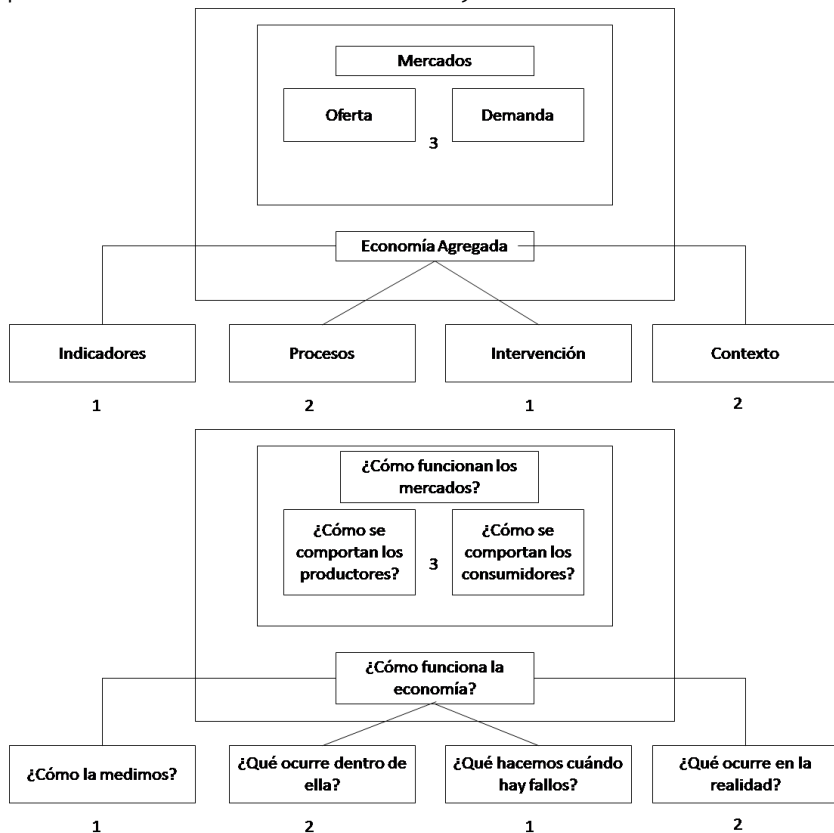 Mercados
Oferta
Demanda
3
Economía Agregada
Indicadores
Procesos
Intervención
Contexto
1
2
1
2
¿Cómo funcionan los
mercados?
¿Cómo se
comportan los
productores?
3
¿Cómo se
comportan los
consumidores?
¿Cómo funciona la
economía?
¿Cómo la medimos?
¿Qué ocurre dentro de
ella?
¿Qué hacemos cuándo
hay fallos?
¿Qué ocurre en la
realidad?
1
2
1
2